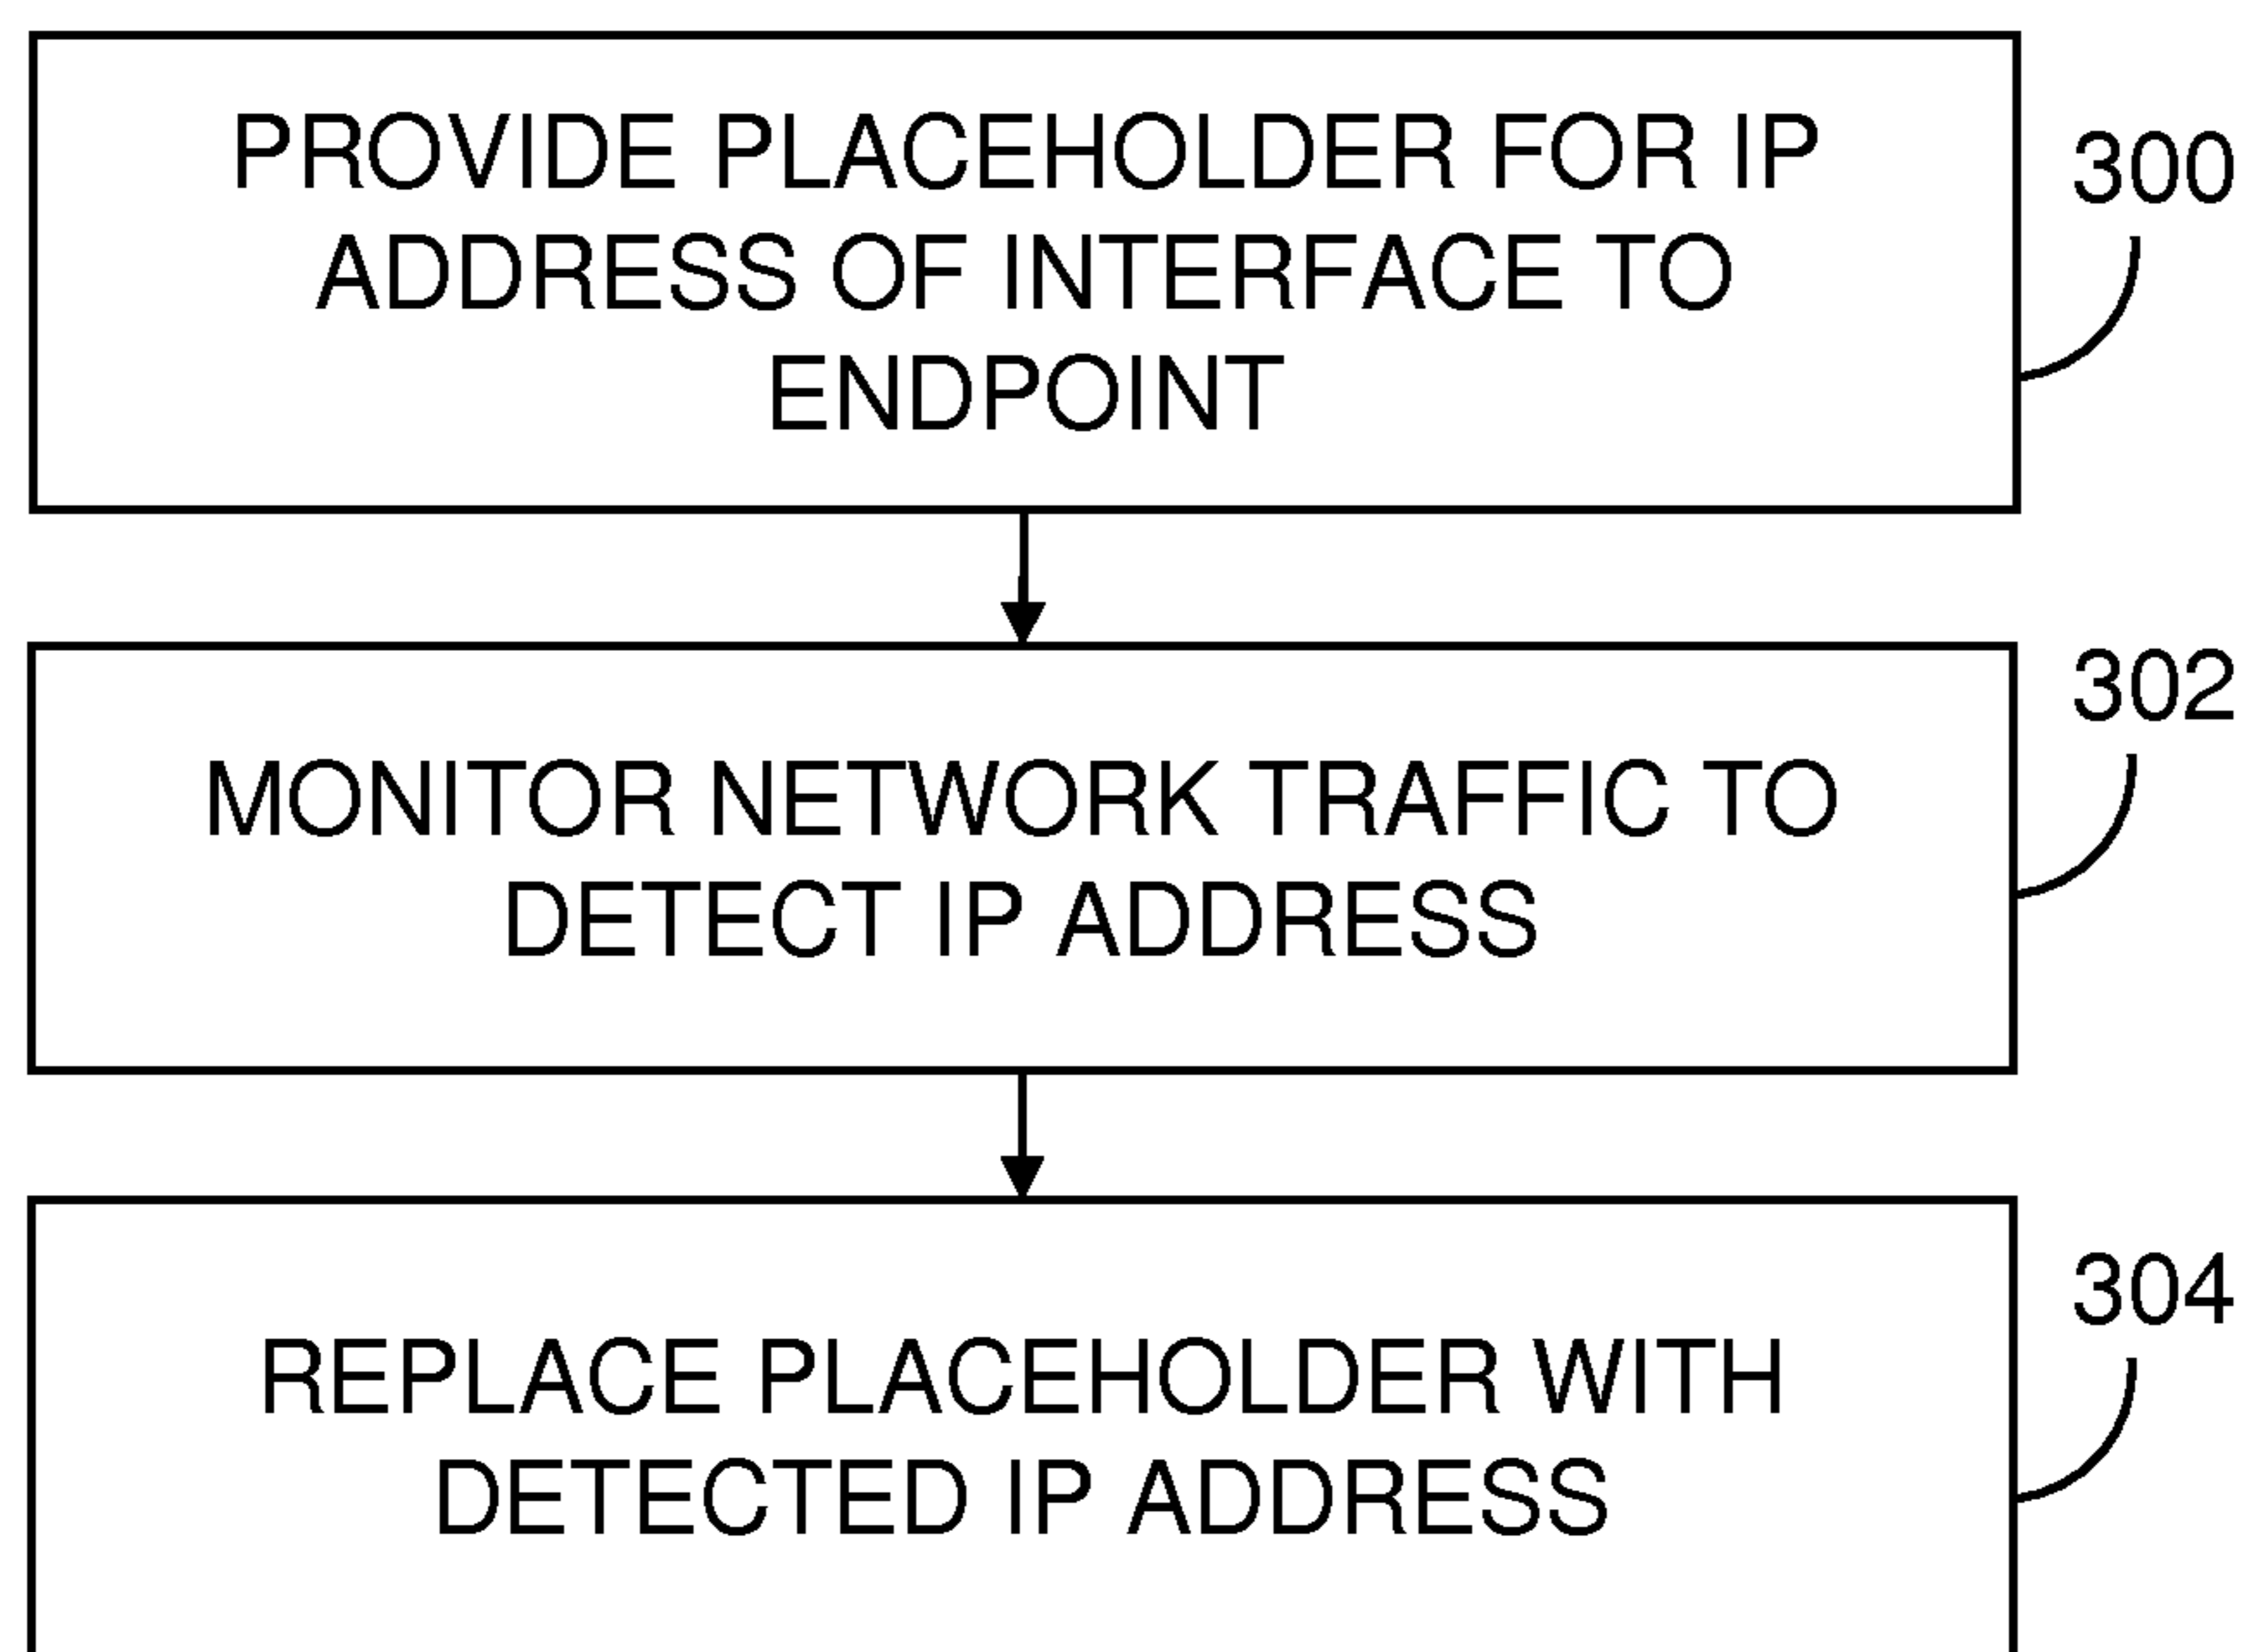 PROVIDE PLACEHOLDER FOR IP
ADDRESS OF INTERFACE TO
ENDPOINT
300
MONITOR NETWORK TRAFFIC TO
DETECT IP ADDRESS
302
REPLACE PLACEHOLDER WITH
DETECTED IP ADDRESS
304